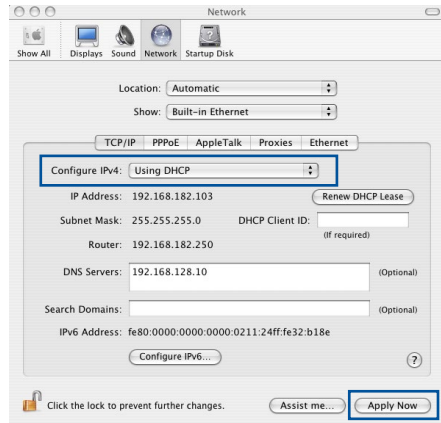 Network
Show All Displays Sound Network Startup Disk
Location: Automatic
Show: Built-in Ethernet
TCP/IP PPPoE AppleTalk Proxies Ethernet
Configure IPv4: Using DHCP
IP Address: 192.168.182.103 Renew DHCP Lease
Subnet Mask: 255.255.255.0 DHCP Client ID:
(If required)
Router: 192.168.182.250
DNS Servers: 192.168.128.10 (Optional)
Search Domains: (Optional)
IPv6 Address: fe80:0000:0000:0000:0211:24ff:fe32:b18e
Configure IPv6... ?
Click the lock to prevent further changes. Assist me... Apply Now